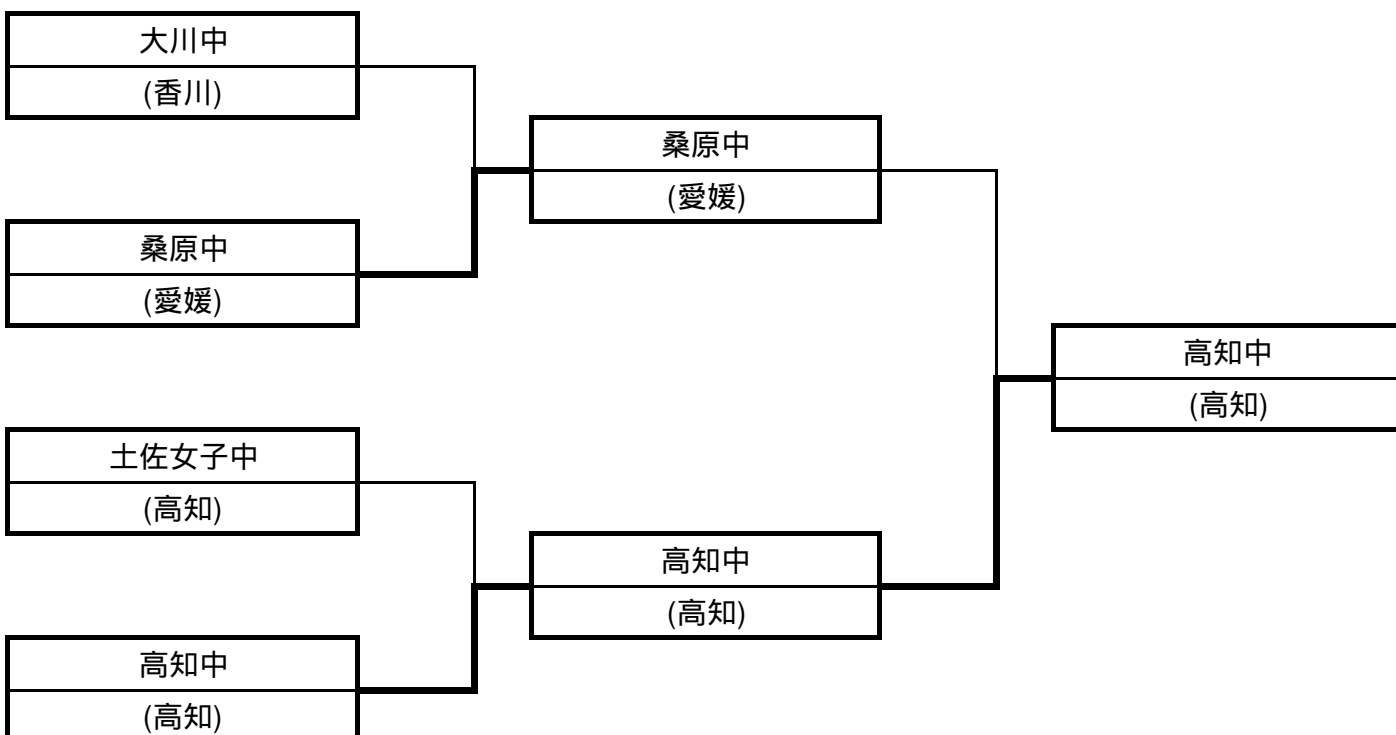 大川中
(香川)
桑原中
(愛媛)
桑原中
(愛媛)
高知中
(高知)
土佐女子中
(高知)
高知中
(高知)
高知中
(高知)